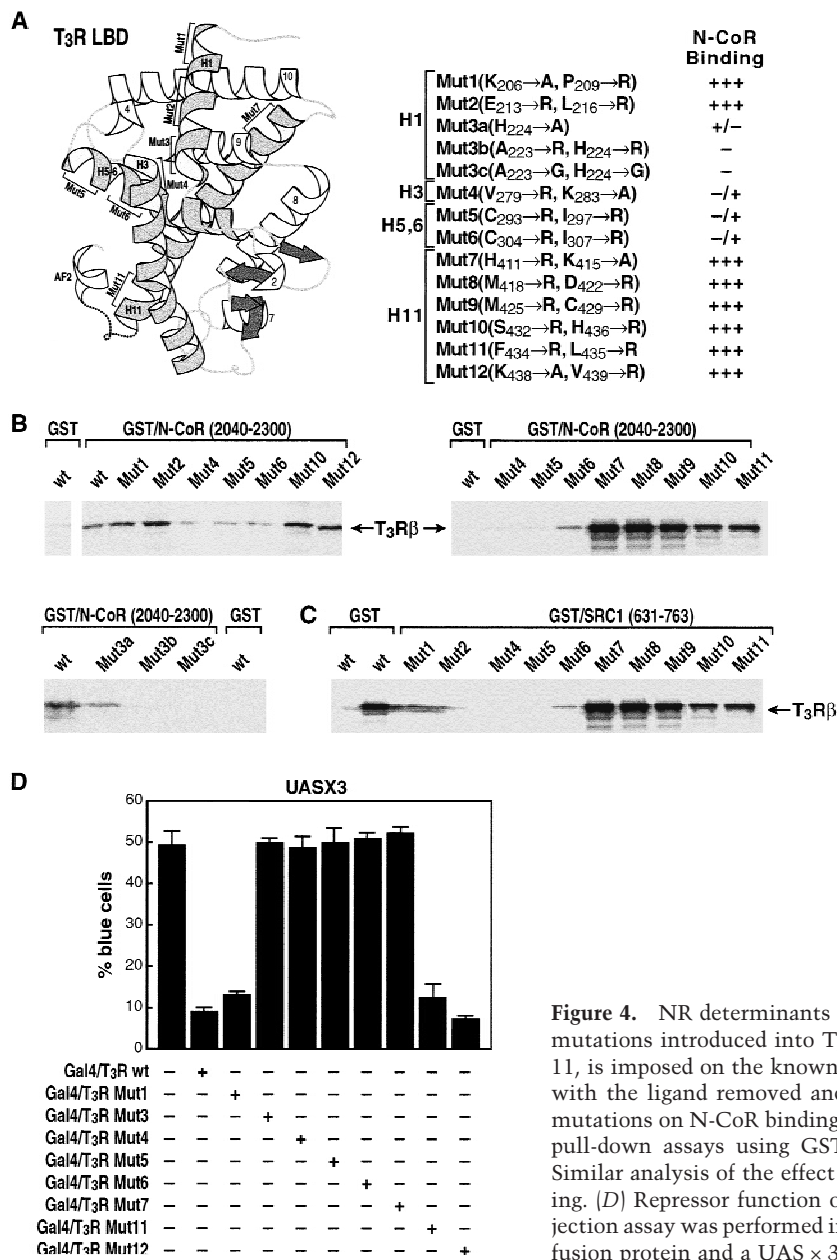 A
T3R LBD
Mut1
H1
10
4
Mut2
Mut7
Mut3
9
H3
H5,6
Mut4
Mut5
Mut6
8
2
AF2
Mut11
H11
7
N-CoR
Binding
H1
Mut1(K206→A, P209→R) +++
Mut2(E213→R, L216→R) +++
Mut3a(H224→A) +/−
Mut3b(A223→R, H224→R) −
Mut3c(A223→G, H224→G) −
H3
Mut4(V279→R, K283→A) −/+
H5,6
Mut5(C293→R, I297→R) −/+
Mut6(C304→R, I307→R) −/+
H11
Mut7(H411→R, K415→A) +++
Mut8(M418→R, D422→R) +++
Mut9(M425→R, C429→R) +++
Mut10(S432→R, H436→R) +++
Mut11(F434→R, L435→R +++
Mut12(K438→A, V439→R) +++
B
GST GST/N-CoR (2040-2300)
wt wt Mut1 Mut2 Mut4 Mut5 Mut6 Mut10 Mut12
GST GST/N-CoR (2040-2300)
wt Mut4 Mut5 Mut6 Mut7 Mut8 Mut9 Mut10 Mut11
←T3Rβ→
GST/N-CoR (2040-2300) GST
wt Mut3a Mut3b Mut3c wt
C
GST GST/SRC1 (631-763)
wt wt Mut1 Mut2 Mut4 Mut5 Mut6 Mut7 Mut8 Mut9 Mut10 Mut11
←T3Rβ
D
UASX3
% blue cells
60
50
40
30
20
10
0
Gal4/T3R wt − + − − − − − − − −
Gal4/T3R Mut1 − − + − − − − − − −
Gal4/T3R Mut3 − − − + − − − − − −
Gal4/T3R Mut4 − − − − + − − − − −
Gal4/T3R Mut5 − − − − − + − − − −
Gal4/T3R Mut6 − − − − − − + − − −
Gal4/T3R Mut7 − − − − − − − + − −
Gal4/T3R Mut11 − − − − − − − − + −
Gal4/T3R Mut12 − − − − − − − − − +
Figure 4. NR determinants
mutations introduced into T
11, is imposed on the known
with the ligand removed and
mutations on N-CoR binding
pull-down assays using GST
Similar analysis of the effect
ing. (D) Repressor function o
jection assay was performed i
fusion protein and a UAS × 3